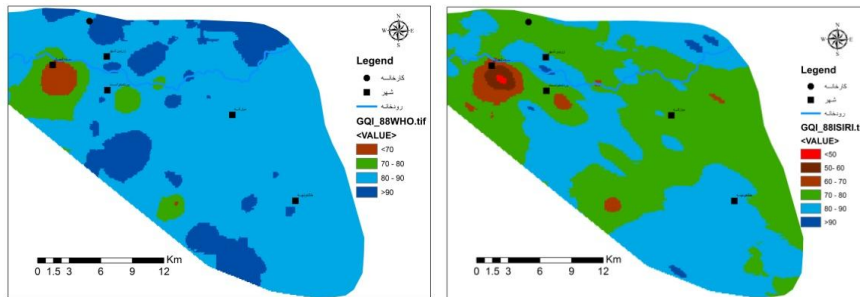 N
W E
S
Legend
کارخانه
شهر
رودخانه
GQI_88WHO.tif
<VALUE>
<70
70 - 80
80 - 90
>90
Km
0 1.5 3 6 9 12
N
W E
S
Legend
کارخانه
شهر
رودخانه
GQI_88ISIRI.t
<VALUE>
<50
50- 60
60 - 70
70 - 80
80 - 90
>90
Km
0 1.5 3 6 9 12